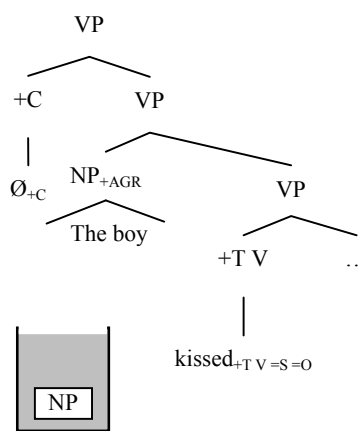 VP
+C VP
Ø+C NP+AGR VP
The boy +T V ..
kissed+T V =S =O
NP